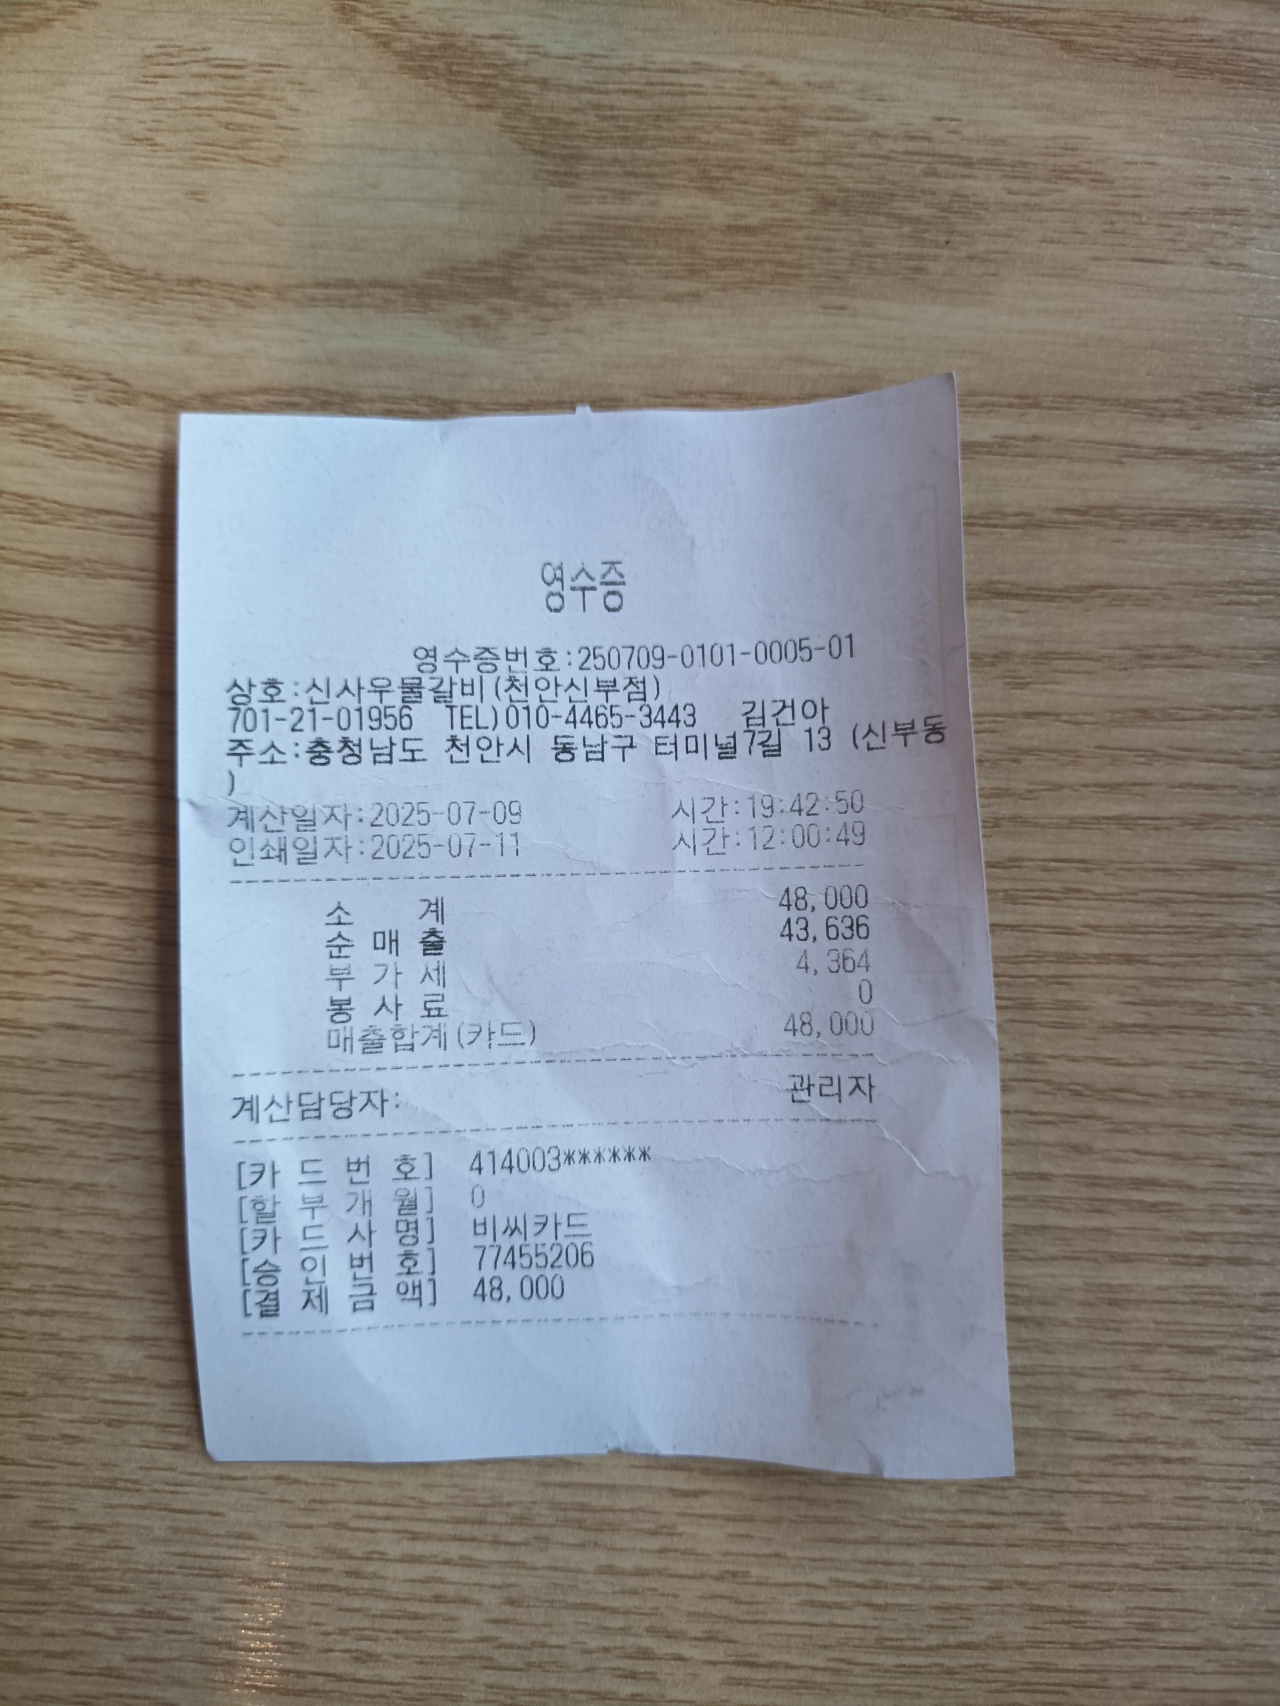 영수증
영수증번호:250709-0101-0005-01
상호:신사우물갈비(천안신부점)
701-21-01956 TEL)010-4465-3443 김건아
주소:충청남도 천안시 동남구 터미널7길 13 (신부동
)
계산일자:2025-07-09 시간:19:42:50
인쇄일자:2025-07-11 시간:12:00:49
소 계 48,000
순 매 출 43,636
부 가 세 4,364
봉 사 료 0
매출합계(카드) 48,000
계산담당자: 관리자
[카 드 번 호] 414003******
[할 부 개 월] 0
[카 드 사 명] 비씨카드
[승 인 번 호] 77455206
[결 제 금 액] 48,000